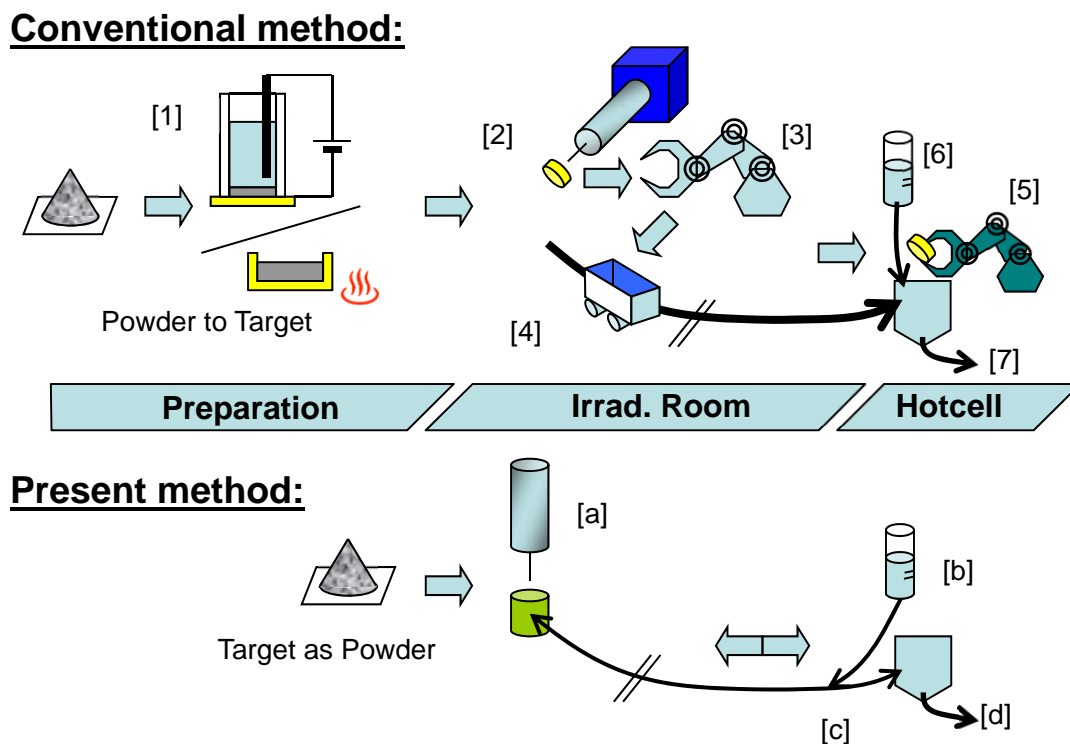 Conventional method:
[1]
[2]
[3]
[6]
[5]
Powder to Target
[4]
[7]
Preparation
Irrad. Room
Hotcell
Present method:
[a]
[b]
Target as Powder
[c]
[d]